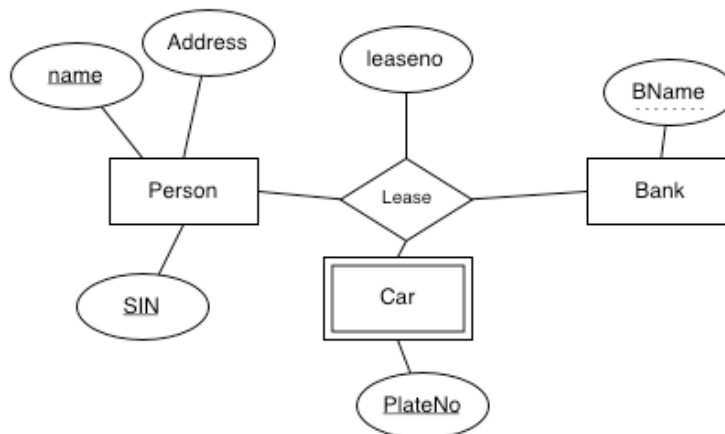 Address
name
leaseno
BName
Person
Lease
Bank
SIN
Car
PlateNo